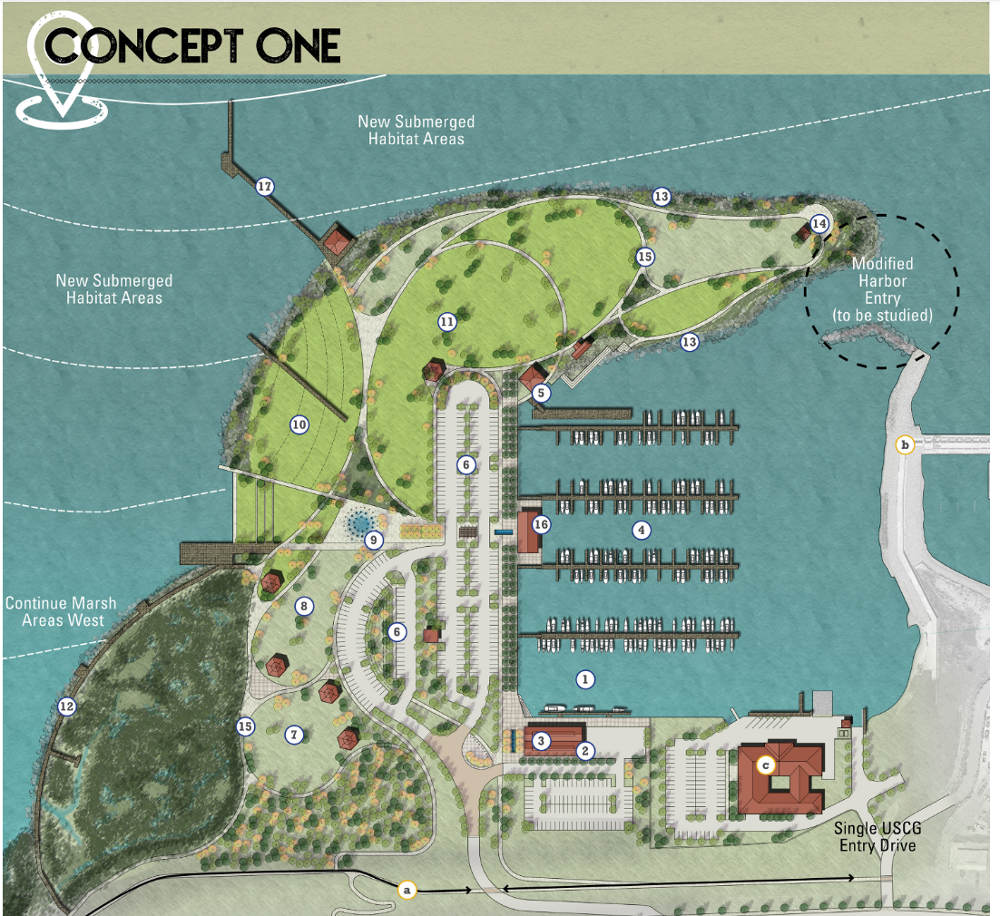 CONCEPT ONE
New Submerged
Habitat Areas
17
13
14
15
New Submerged
Habitat Areas
Modified
Harbor
Entry
(to be studied)
11
13
5
10
b
6
16
4
9
Continue Marsh
Areas West
8
6
1
12
15
7
3
2
c
Single USCG
Entry Drive
a